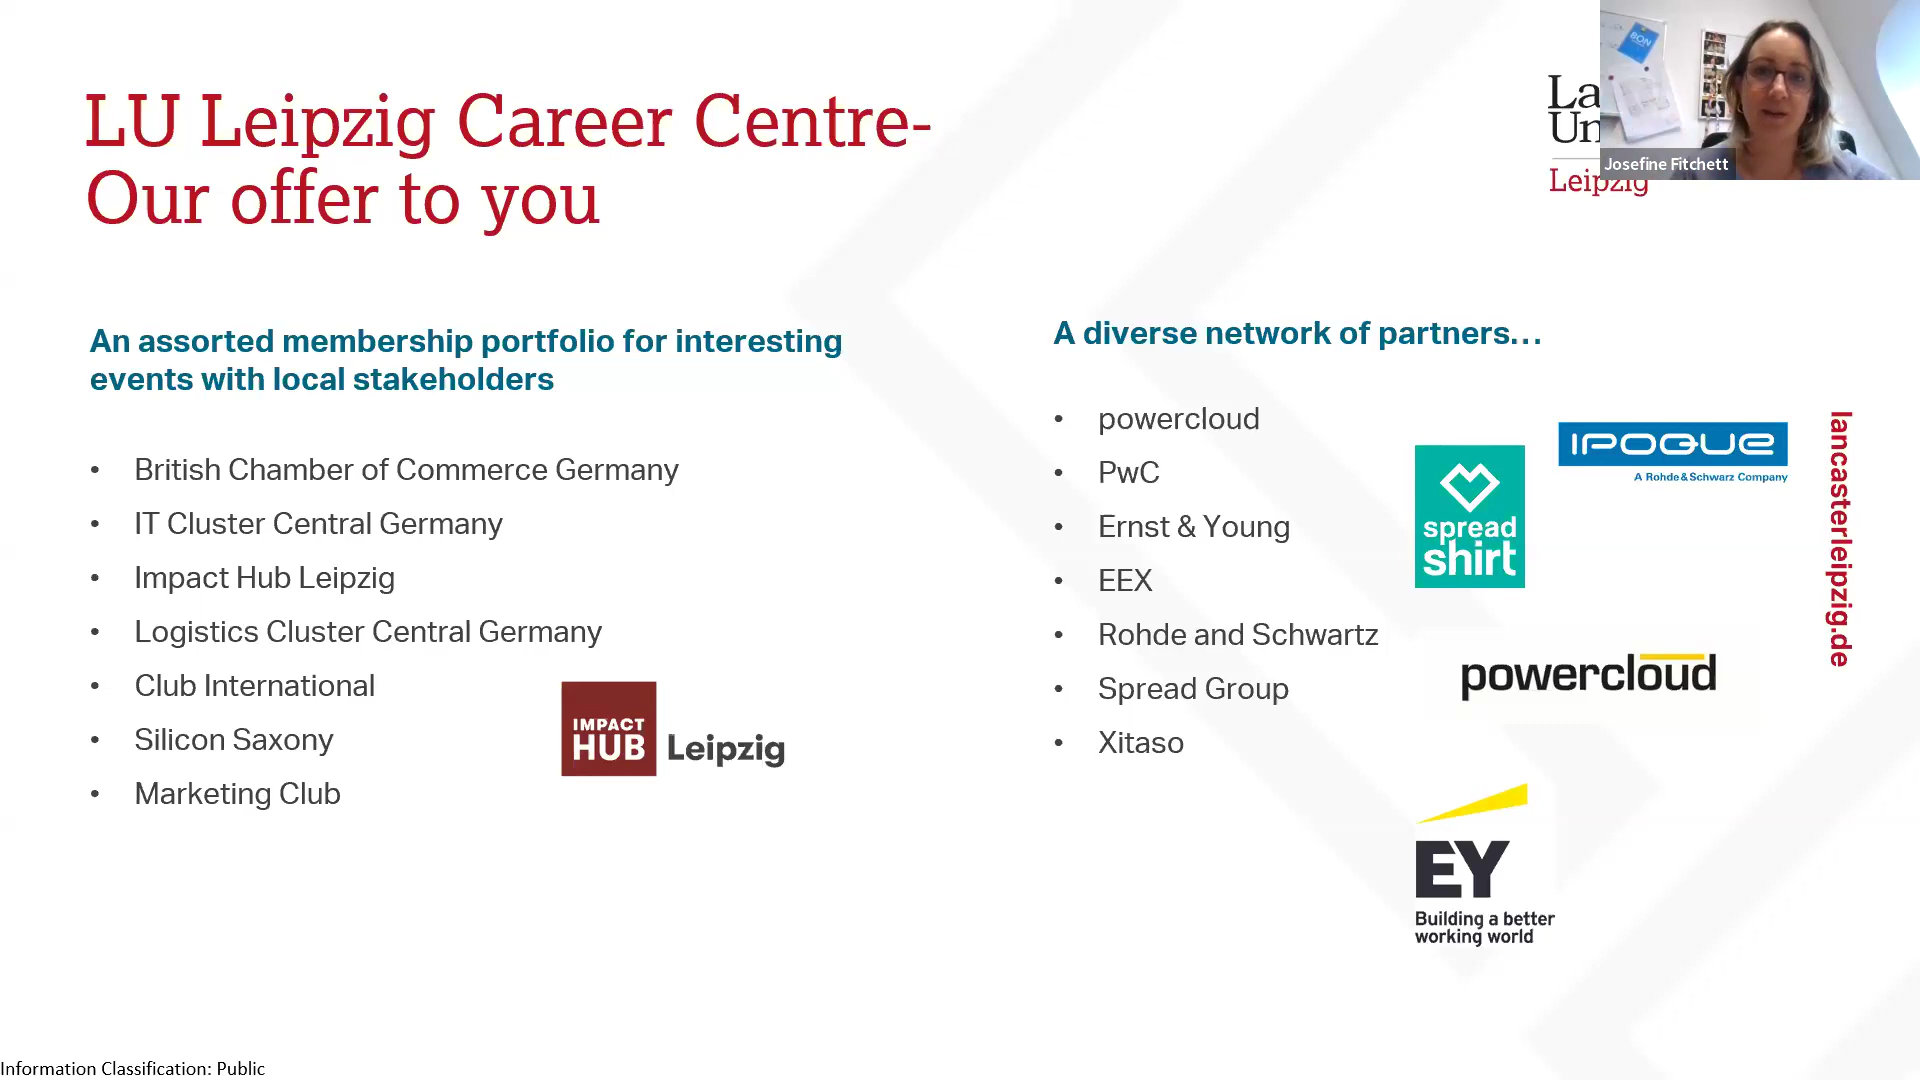 LU Leipzig Career Centre-
Our offer to you
La
Un
Leipzig
BON
Josefine Fitchett
An assorted membership portfolio for interesting
events with local stakeholders
• British Chamber of Commerce Germany
• IT Cluster Central Germany
• Impact Hub Leipzig
• Logistics Cluster Central Germany
• Club International
• Silicon Saxony
• Marketing Club
IMPACT
HUB Leipzig
A diverse network of partners…
• powercloud
• PwC
• Ernst & Young
• EEX
• Rohde and Schwartz
• Spread Group
• Xitaso
spread
shirt
IPOQUE
A Rohde & Schwarz Company
powercloud
EY
Building a better
working world
lancasterleipzig.de
Information Classification: Public